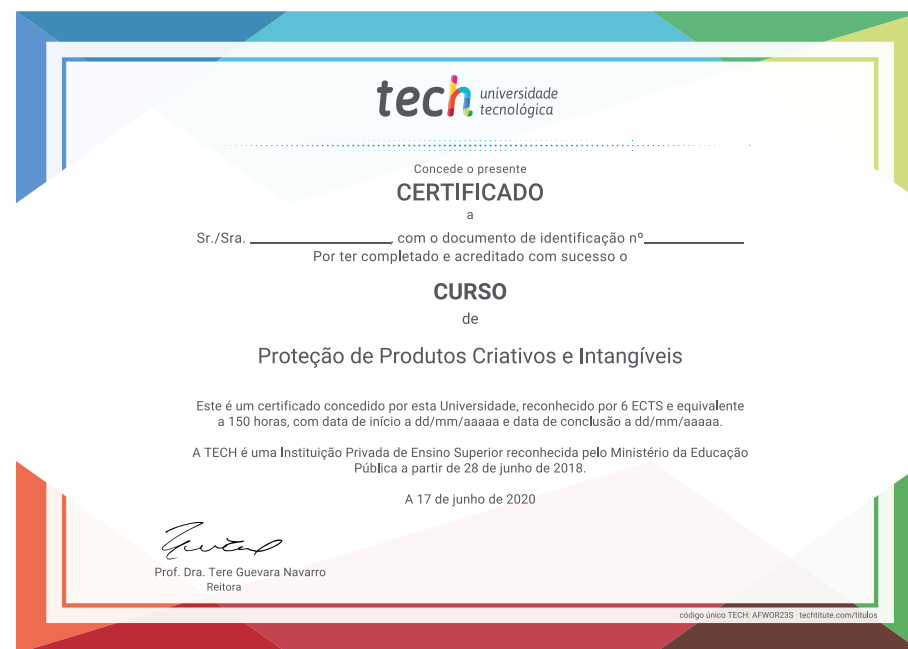 tech universidade
tecnológica
Concede o presente
CERTIFICADO
a
Sr./Sra. ____________________, com o documento de identificação nº______________
Por ter completado e acreditado com sucesso o
CURSO
de
Proteção de Produtos Criativos e Intangíveis
Este é um certificado concedido por esta Universidade, reconhecido por 6 ECTS e equivalente
a 150 horas, com data de início a dd/mm/aaaaa e data de conclusão a dd/mm/aaaaa.
A TECH é uma Instituição Privada de Ensino Superior reconhecida pelo Ministério da Educação
Pública a partir de 28 de junho de 2018.
A 17 de junho de 2020
Prof. Dra. Tere Guevara Navarro
Reitora
código único TECH: AFWOR23S techtitute.com/titulos